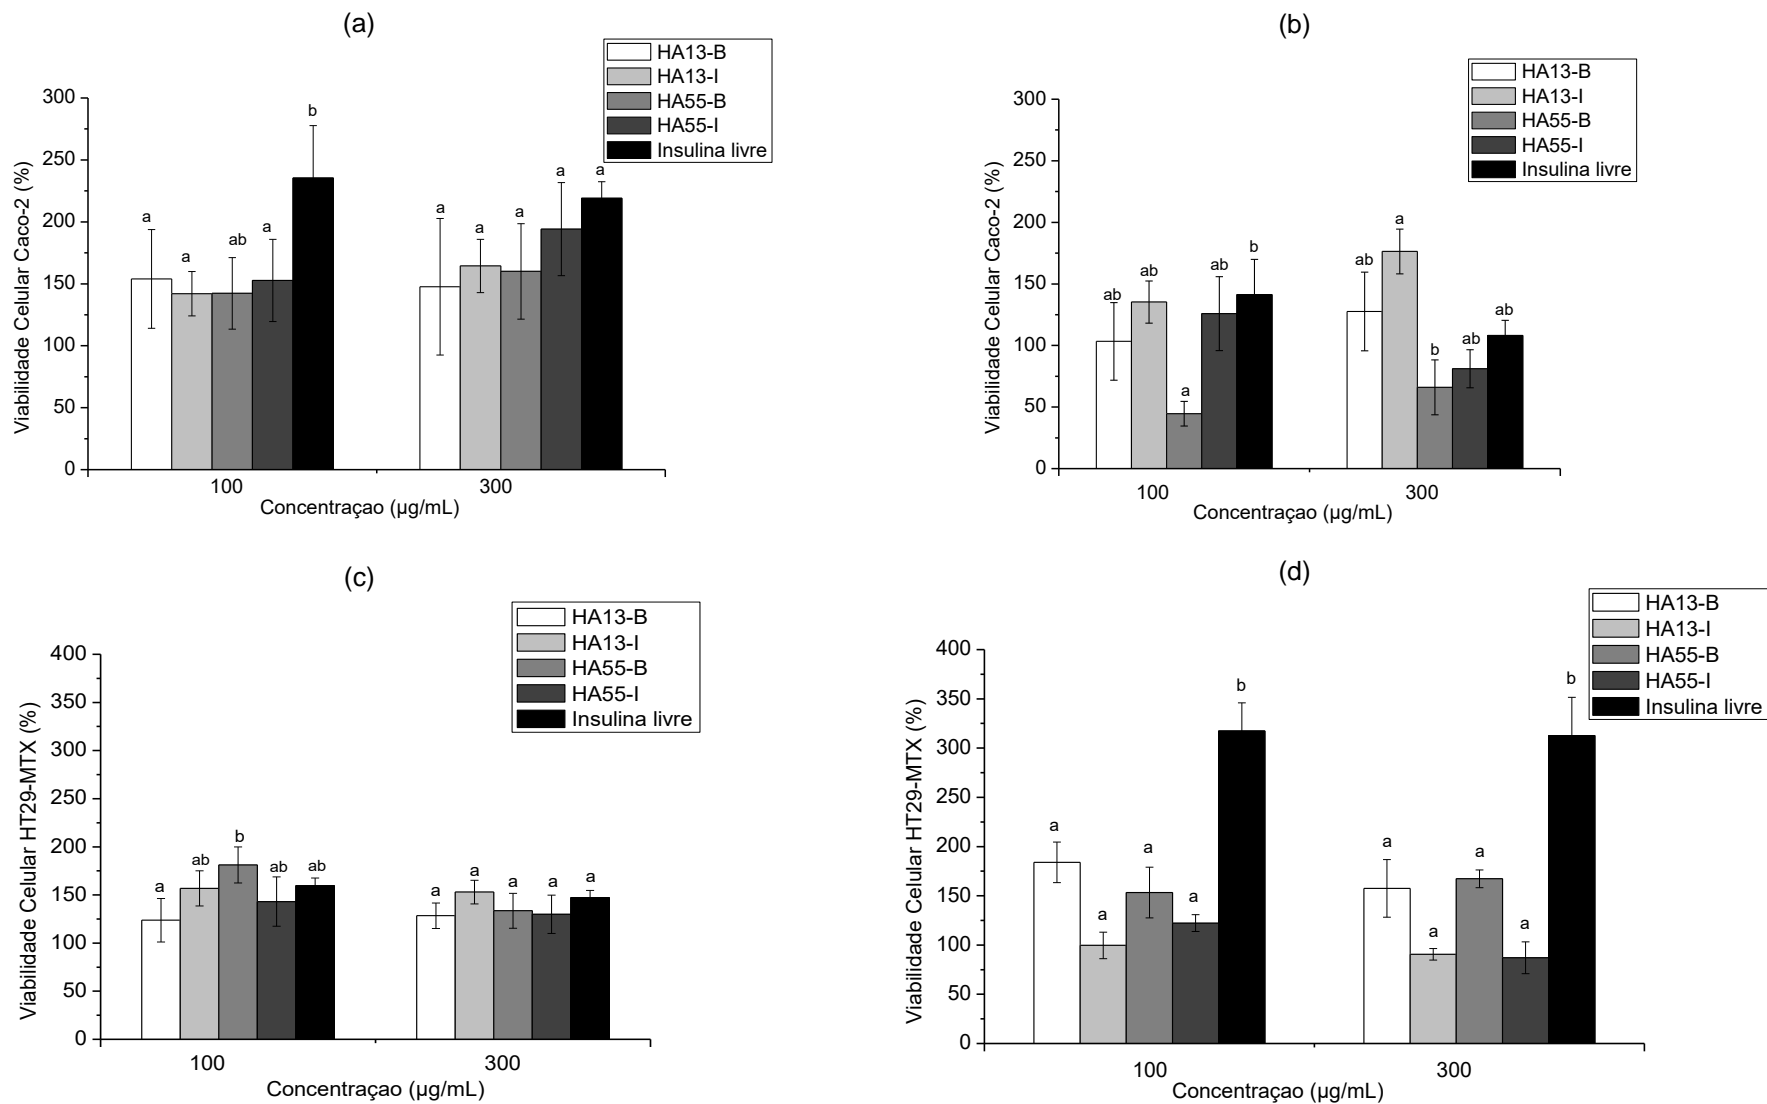 (a)
HA13-B
HA13-I
HA55-B
HA55-I
Insulina livre
300
250
200
150
100
50
0
Viabilidade Celular Caco-2 (%)
a
a
ab
a
b
a
a
a
a
a
100
300
Concentraçao (µg/mL)
(b)
HA13-B
HA13-I
HA55-B
HA55-I
Insulina livre
300
250
200
150
100
50
0
Viabilidade Celular Caco-2 (%)
ab
ab
a
ab
b
ab
a
b
ab
ab
100
300
Concentraçao (µg/mL)
(c)
HA13-B
HA13-I
HA55-B
HA55-I
Insulina livre
400
350
300
250
200
150
100
50
0
Viabilidade Celular HT29-MTX (%)
a
ab
b
ab
ab
a
a
a
a
a
100
300
Concentraçao (µg/mL)
(d)
HA13-B
HA13-I
HA55-B
HA55-I
Insulina livre
400
350
300
250
200
150
100
50
0
Viabilidade Celular HT29-MTX (%)
a
a
a
a
b
a
a
a
a
b
100
300
Concentraçao (µg/mL)